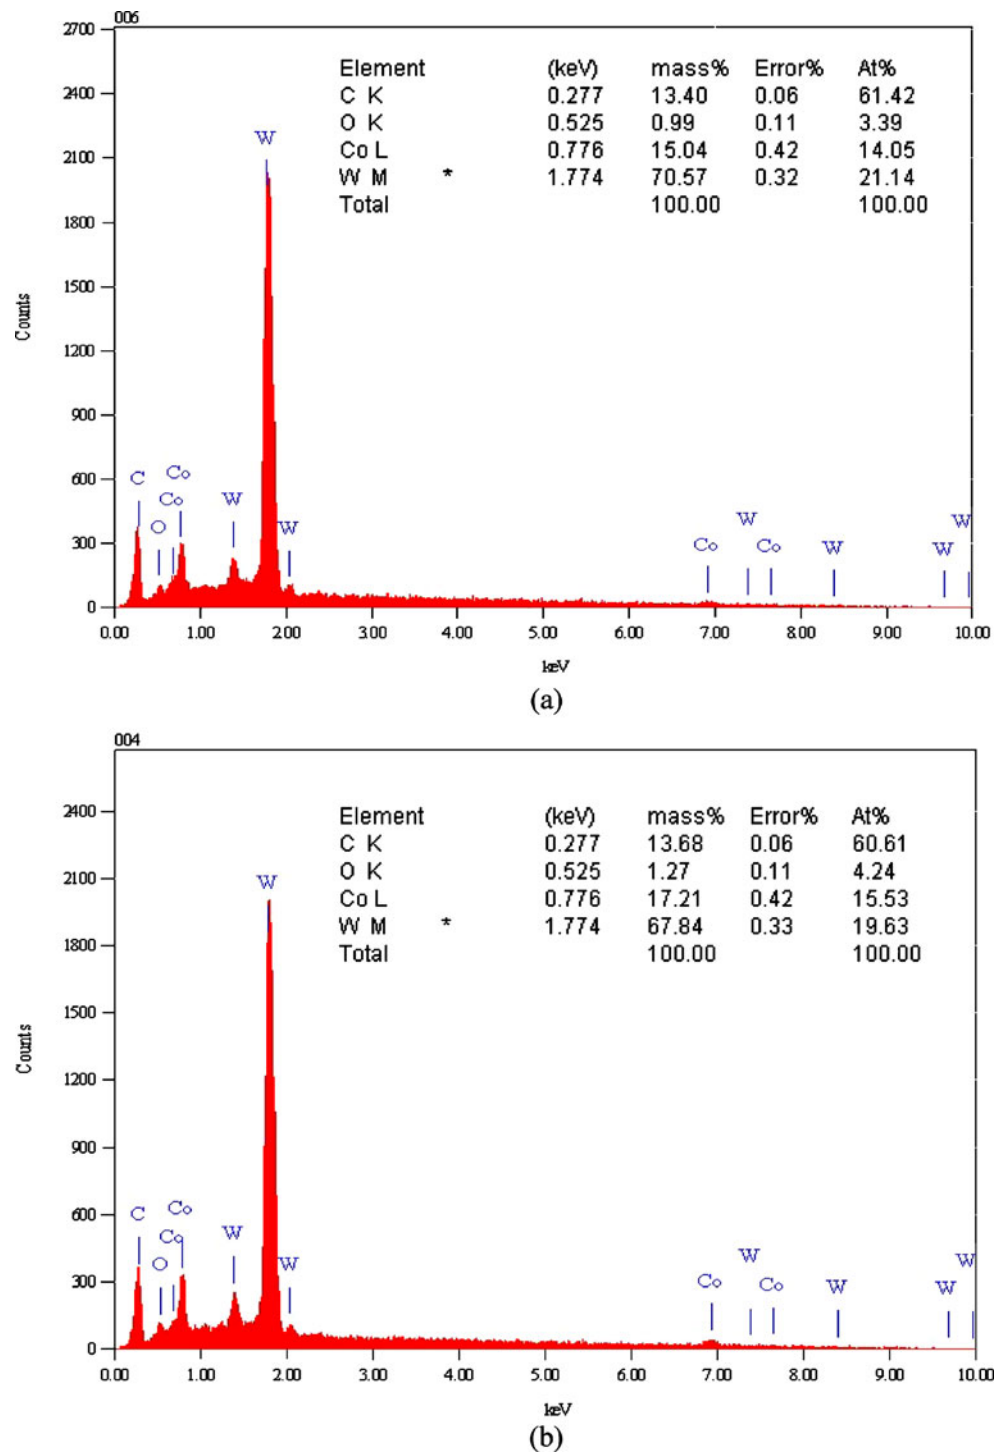 006
2700
Element (keV) mass% Error% At%
C K 0.277 13.40 0.06 61.42
O K 0.525 0.99 0.11 3.39
Co L 0.776 15.04 0.42 14.05
W M * 1.774 70.57 0.32 21.14
Total 100.00 100.00
2400
2100
1800
1500
1200
900
600
300
0
Counts
W
C
O
Co
Co
W
W
Co
W
Co
W
W
W
0.00 1.00 2.00 3.00 4.00 5.00 6.00 7.00 8.00 9.00 10.00
keV
(a)
004
Element (keV) mass% Error% At%
C K 0.277 13.68 0.06 60.61
O K 0.525 1.27 0.11 4.24
Co L 0.776 17.21 0.42 15.53
W M * 1.774 67.84 0.33 19.63
Total 100.00 100.00
2400
2100
1800
1500
1200
900
600
300
0
Counts
W
C
O
Co
Co
W
W
Co
W
Co
W
W
W
0.00 1.00 2.00 3.00 4.00 5.00 6.00 7.00 8.00 9.00 10.00
keV
(b)